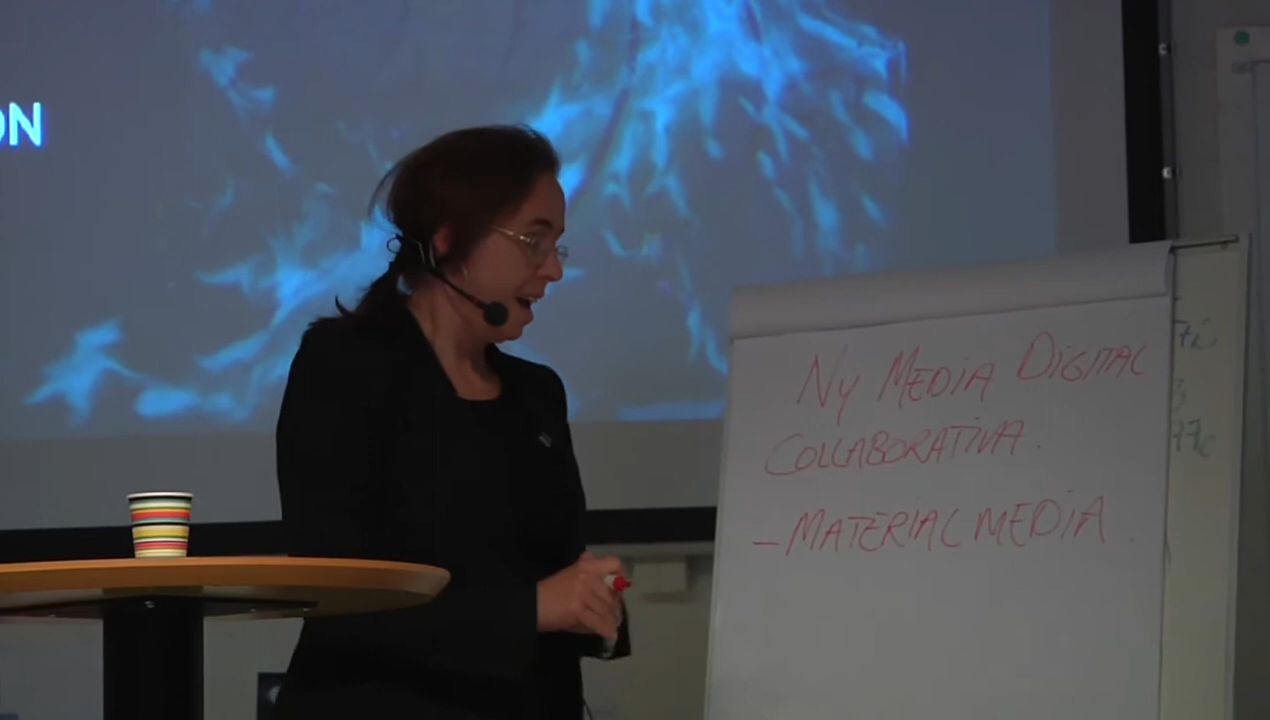 ON
NY MEDIA DIGITAL
COLLABORATIVA.
- MATERIAL MEDIA